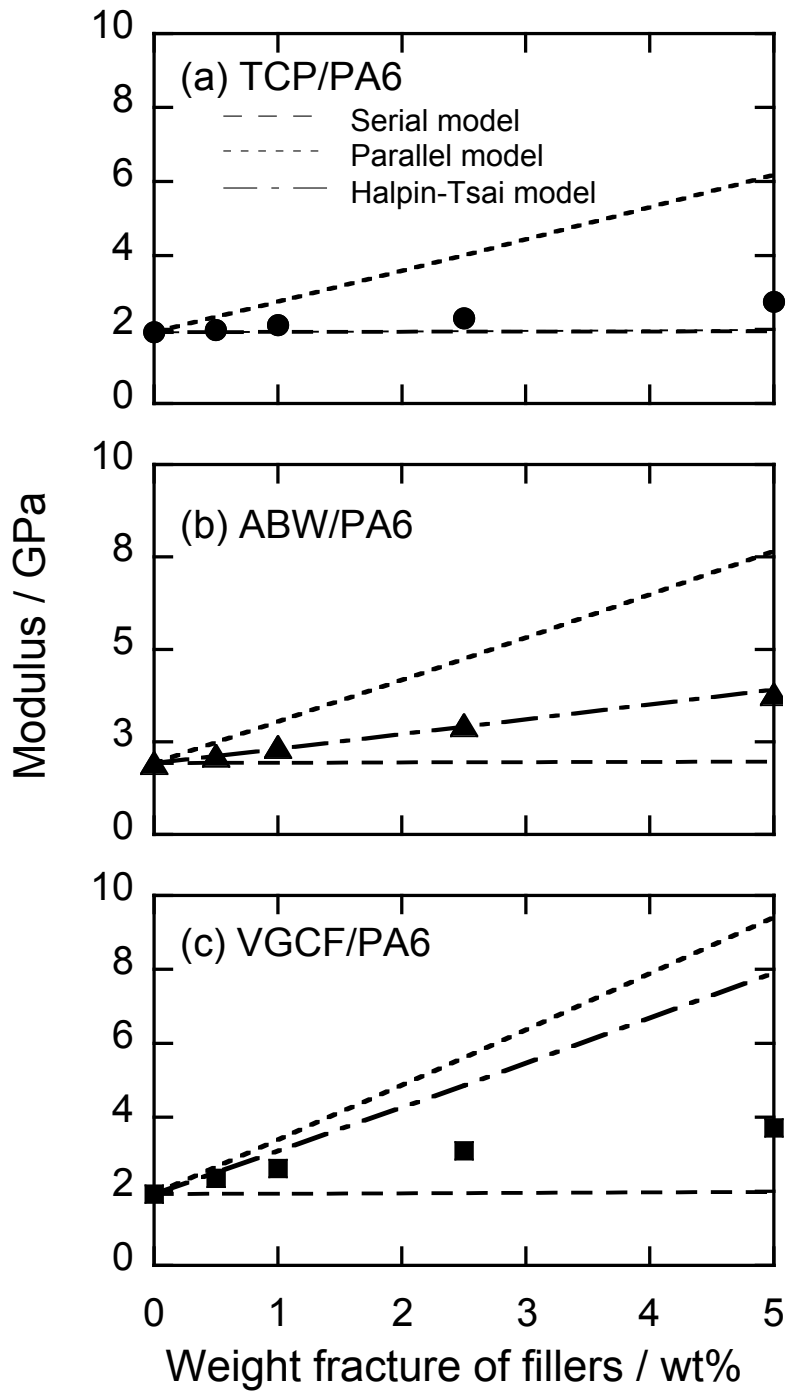 10
8
6
4
2
0
(a) TCP/PA6
Serial model
Parallel model
Halpin-Tsai model
10
8
5
3
0
(b) ABW/PA6
Modulus / GPa
10
8
6
4
2
0
(c) VGCF/PA6
0 1 2 3 4 5
Weight fracture of fillers / wt%